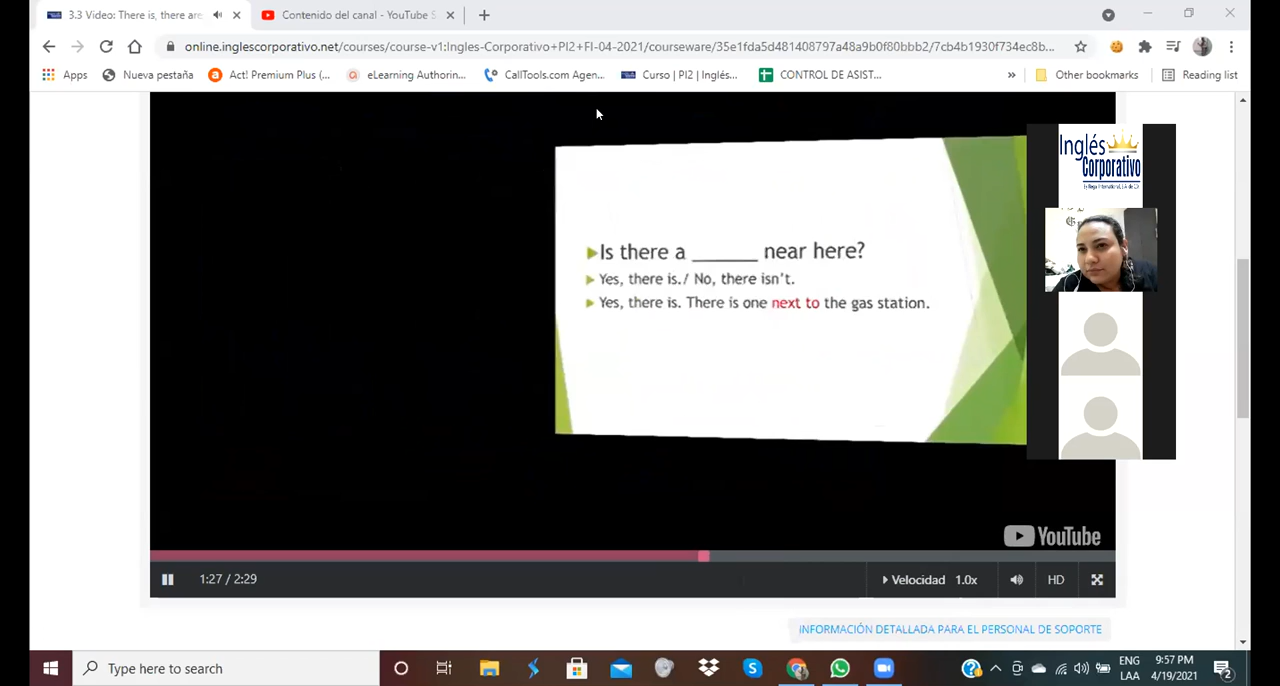 3.3 Video: There is, there are
Contenido del canal - YouTube S
online.inglescorporativo.net/courses/course-v1:Ingles-Corporativo+PI2+FI-04-2021/courseware/35e1fda5d481408797a48a9b0f80bbb2/7cb4b1930f734ec8b...
Apps
Nueva pestaña
Act! Premium Plus (...
eLearning Authorin...
CallTools.com Agen...
Curso | PI2 | Inglés...
CONTROL DE ASIST...
»
Other bookmarks
Reading list
Inglés
Corporativo
Is there a ______ near here?
Yes, there is./ No, there isn't.
Yes, there is. There is one next to the gas station.
YouTube
1:27 / 2:29
Velocidad 1.0x
HD
INFORMACIÓN DETALLADA PARA EL PERSONAL DE SOPORTE
Type here to search
ENG
LAA
9:57 PM
4/19/2021
2